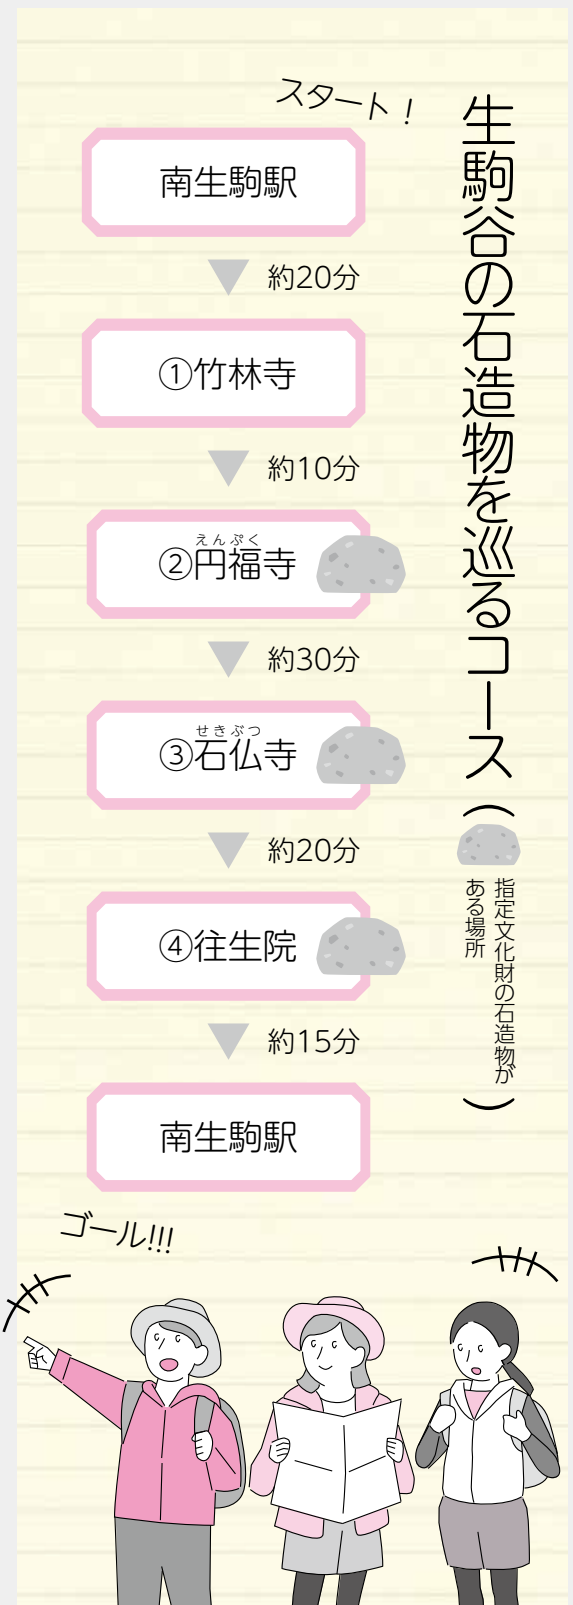 生駒谷の石造物を巡るコース
（
指定文化財の石造物が
ある場所
）
スタート！
南生駒駅
約20分
①竹林寺
約10分
えんぷく
②円福寺
約30分
せきぶつ
③石仏寺
約20分
④往生院
約15分
南生駒駅
ゴール!!!